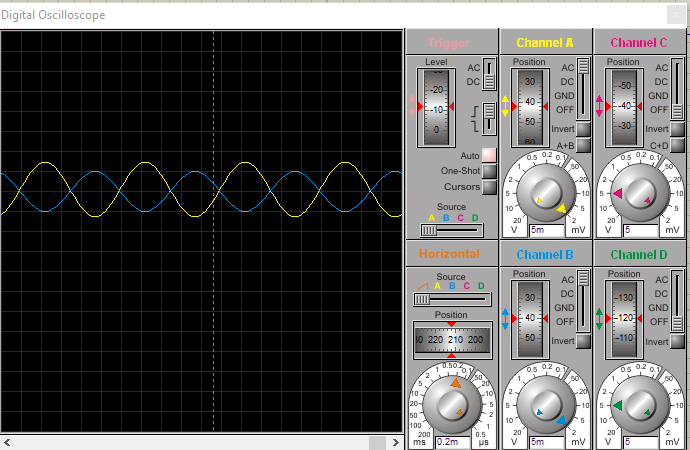 Digital Oscilloscope
Trigger
Level
-20
-10
0
AC
DC
Auto
One-Shot
Cursors
Source
A B C D
Channel A
Position
30
40
50
60
AC
DC
GND
OFF
Invert
A+B
0.5 0.2 0.1
1 50
2 20
5 10
10 5
20 2
V 5m mV
Channel C
Position
-50
-40
-30
AC
DC
GND
OFF
Invert
C+D
0.5 0.2 0.1
1 50
2 20
5 10
10 5
20 2
V 5 mV
Horizontal
Source
A B C D
Position
220 210 200
1 0.5 0.2 0.1
2 50
5 20
10 10
20 5
50 2
100 1
200 0.5
ms 0.2m µs
Channel B
Position
30
40
50
AC
DC
GND
OFF
Invert
0.5 0.2 0.1
1 50
2 20
5 10
10 5
20 2
V 5m mV
Channel D
Position
-130
-120
-110
AC
DC
GND
OFF
Invert
0.5 0.2 0.1
1 50
2 20
5 10
10 5
20 2
V 5 mV